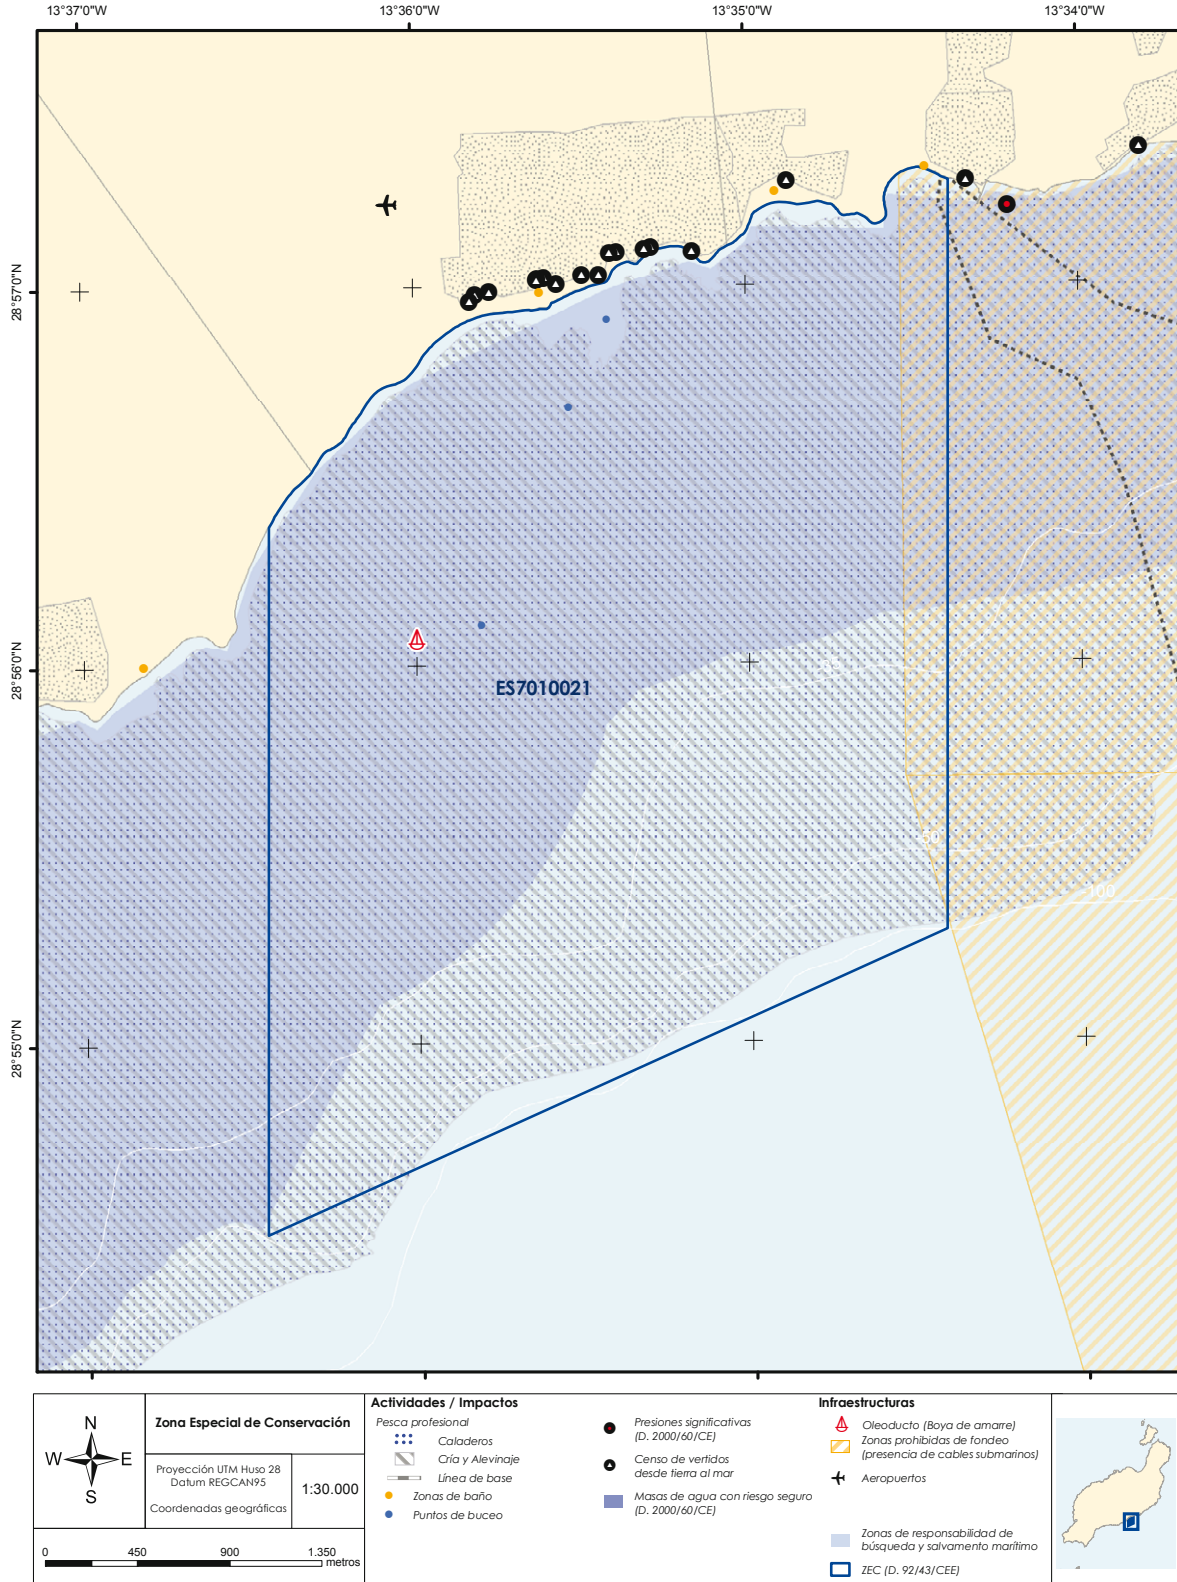 13°37'0"W 13°36'0"W 13°35'0"W 13°34'0"W
28°57'0"N
28°56'0"N
28°55'0"N
ES7010021
-50
-100
N
W E
S
Zona Especial de Conservación
Proyección UTM Huso 28
Datum REGCAN95
Coordenadas geográficas
1:30.000
0 450 900 1.350
metros
Actividades / Impactos
Pesca profesional
Caladeros
Cría y Alevinaje
Línea de base
Zonas de baño
Puntos de buceo
Presiones significativas
(D. 2000/60/CE)
Censo de vertidos
desde tierra al mar
Masas de agua con riesgo seguro
(D. 2000/60/CE)
Infraestructuras
Oleoducto (Boya de amarre)
Zonas prohibidas de fondeo
(presencia de cables submarinos)
Aeropuertos
Zonas de responsabilidad de
búsqueda y salvamento marítimo
ZEC (D. 92/43/CEE)